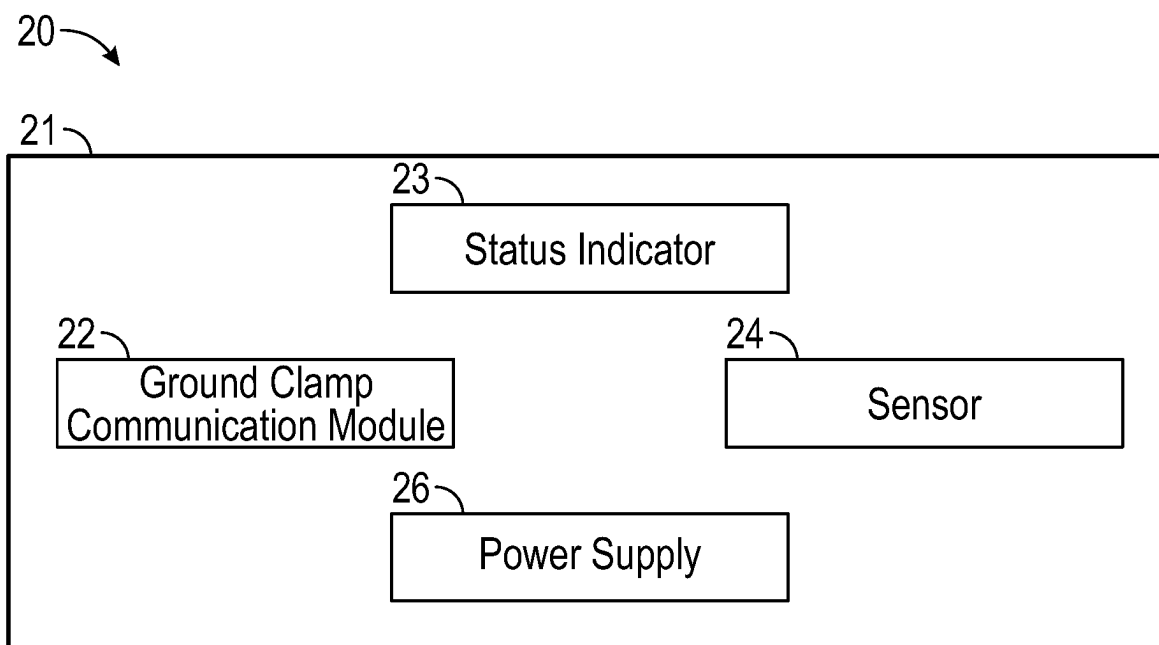 20
21
23
Status Indicator
22
Ground Clamp
Communication Module
24
Sensor
26
Power Supply